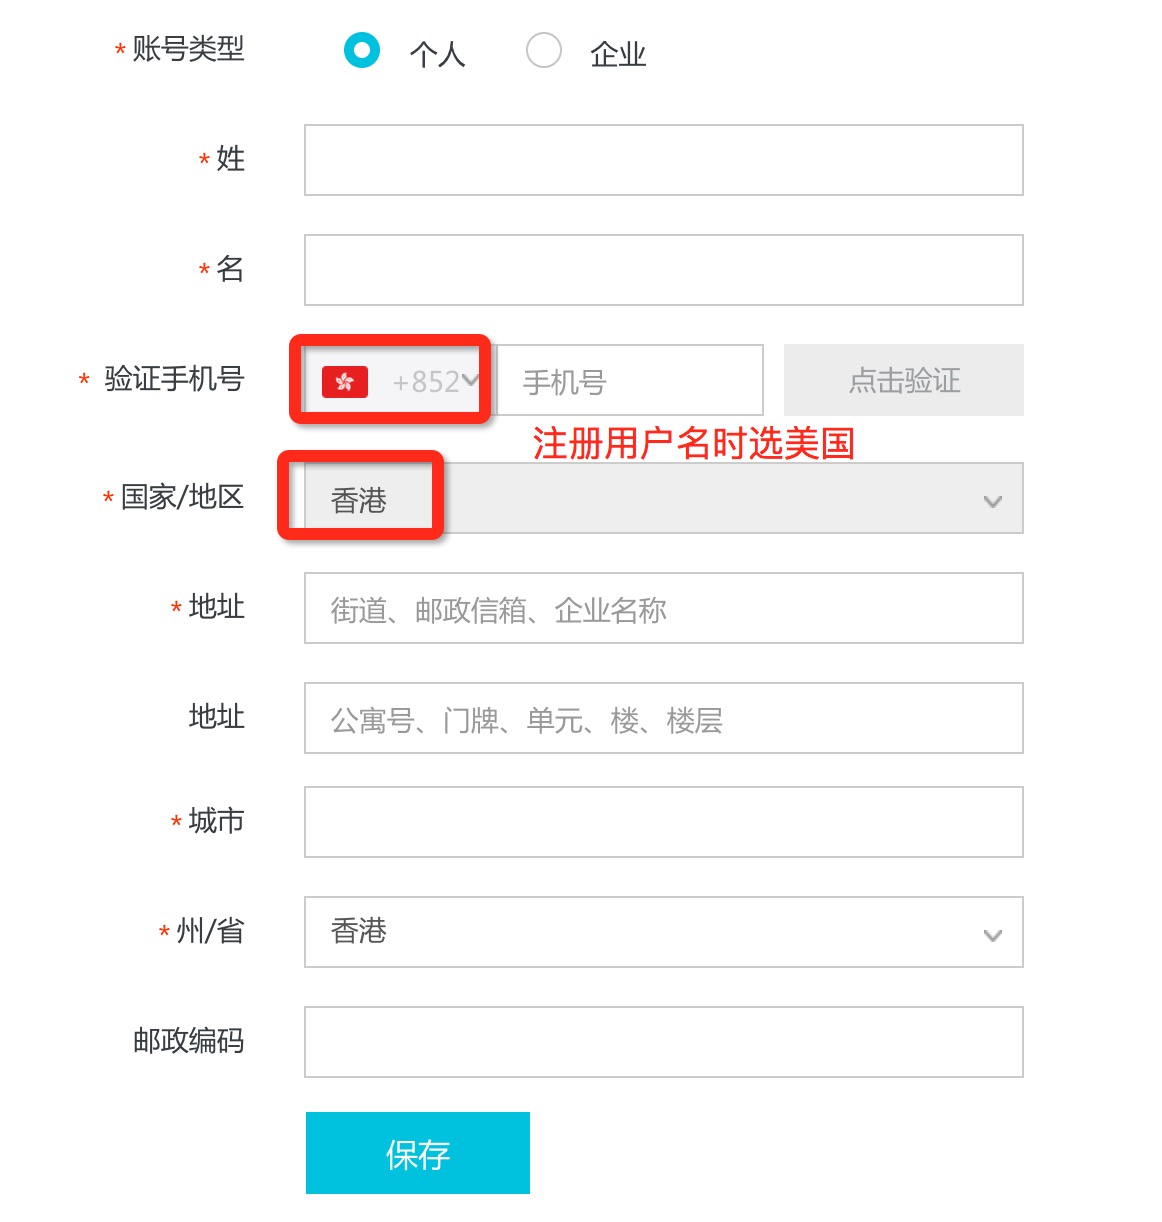 * 账号类型 个人 企业
* 姓
* 名
* 验证手机号 +852 手机号 点击验证
注册用户名时选美国
* 国家/地区 香港
* 地址 街道、邮政信箱、企业名称
地址 公寓号、门牌、单元、楼、楼层
* 城市
* 州/省 香港
邮政编码
保存